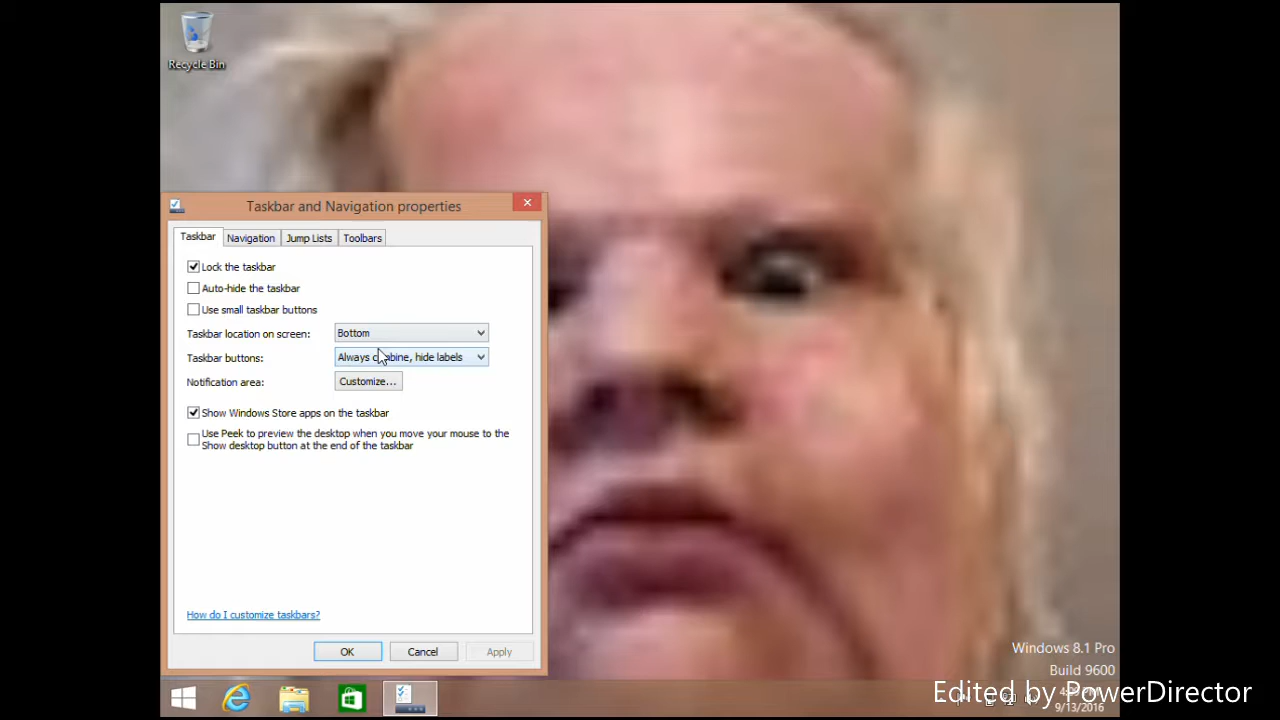 Recycle Bin
Taskbar and Navigation properties
Taskbar
Navigation
Jump Lists
Toolbars
Lock the taskbar
Auto-hide the taskbar
Use small taskbar buttons
Taskbar location on screen:
Bottom
Taskbar buttons:
Always combine, hide labels
Notification area:
Customize...
Show Windows Store apps on the taskbar
Use Peek to preview the desktop when you move your mouse to the
Show desktop button at the end of the taskbar
How do I customize taskbars?
OK
Cancel
Apply
Windows 8.1 Pro
Build 9600
Edited by PowerDirector
9/13/2016